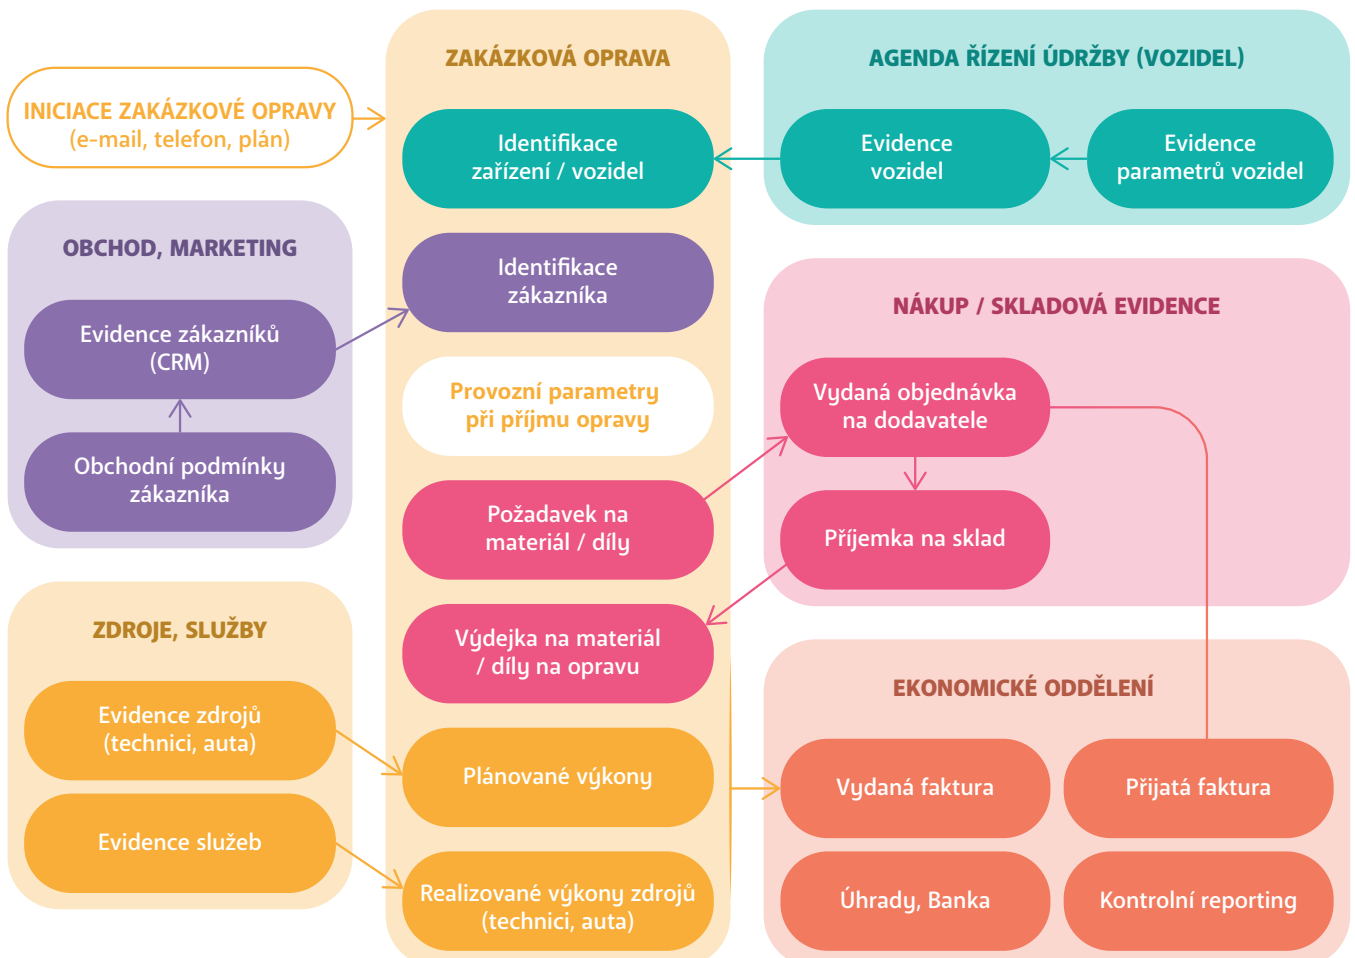 INICIACE ZAKÁZKOVÉ OPRAVY
(e-mail, telefon, plán)
OBCHOD, MARKETING
Evidence zákazníků
(CRM)
Obchodní podmínky
zákazníka
ZDROJE, SLUŽBY
Evidence zdrojů
(technici, auta)
Evidence služeb
ZAKÁZKOVÁ OPRAVA
Identifikace
zařízení / vozidel
Identifikace
zákazníka
Provozní parametry
při příjmu opravy
Požadavek na
materiál / díly
Výdejka na materiál
/ díly na opravu
Plánované výkony
Realizované výkony zdrojů
(technici, auta)
AGENDA ŘÍZENÍ ÚDRŽBY (VOZIDEL)
Evidence
vozidel
Evidence
parametrů vozidel
NÁKUP / SKLADOVÁ EVIDENCE
Vydaná objednávka
na dodavatele
Příjemka na sklad
EKONOMICKÉ ODDĚLENÍ
Vydaná faktura
Přijatá faktura
Úhrady, Banka
Kontrolní reporting